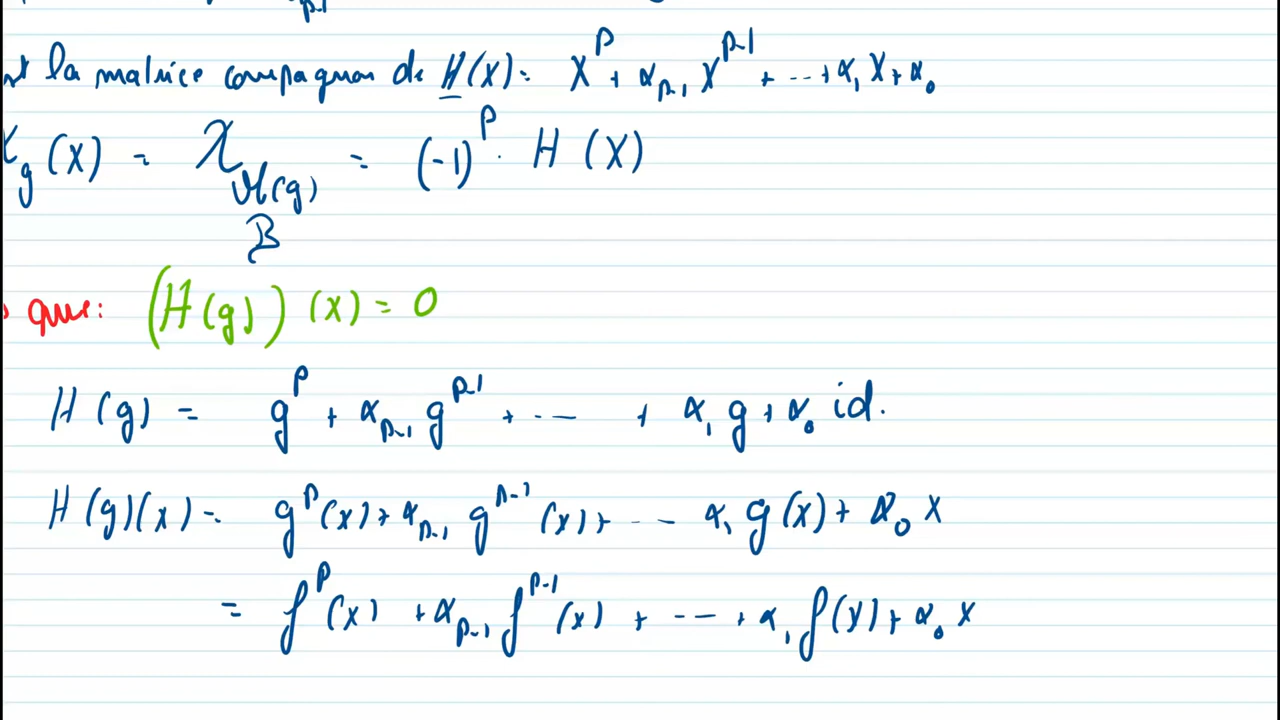 la matrice compagnon de H(X) = X^p + α_{p-1} X^{p-1} + ... + α_1 X + α_0
χ_g (X) = χ_{M_B(g)} = (-1)^p . H (X)
que: (H(g)) (x) = 0
H(g) = g^p + α_{p-1} g^{p-1} + ... + α_1 g + α_0 id.
H(g)(x) = g^p(x) + α_{p-1} g^{p-1} (x) + ... α_1 g(x) + α_0 x
= f^p(x) + α_{p-1} f^{p-1}(x) + ... + α_1 f(x) + α_0 x